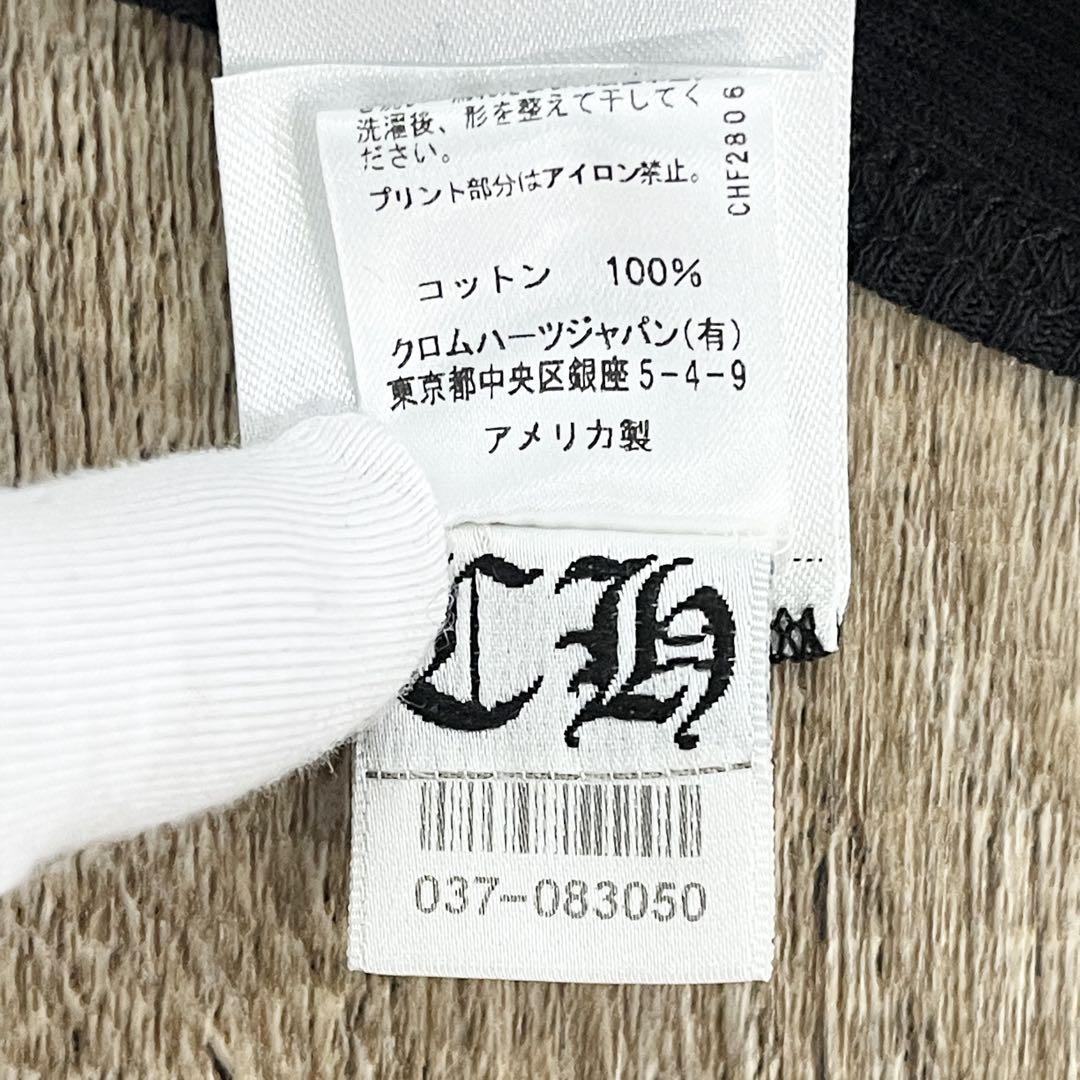 洗濯後、形を整えて干してく
ださい。
プリント部分はアイロン禁止。
CHF2806
コットン 100%
クロムハーツジャパン(有)
東京都中央区銀座5-4-9
アメリカ製
CH
037-083050